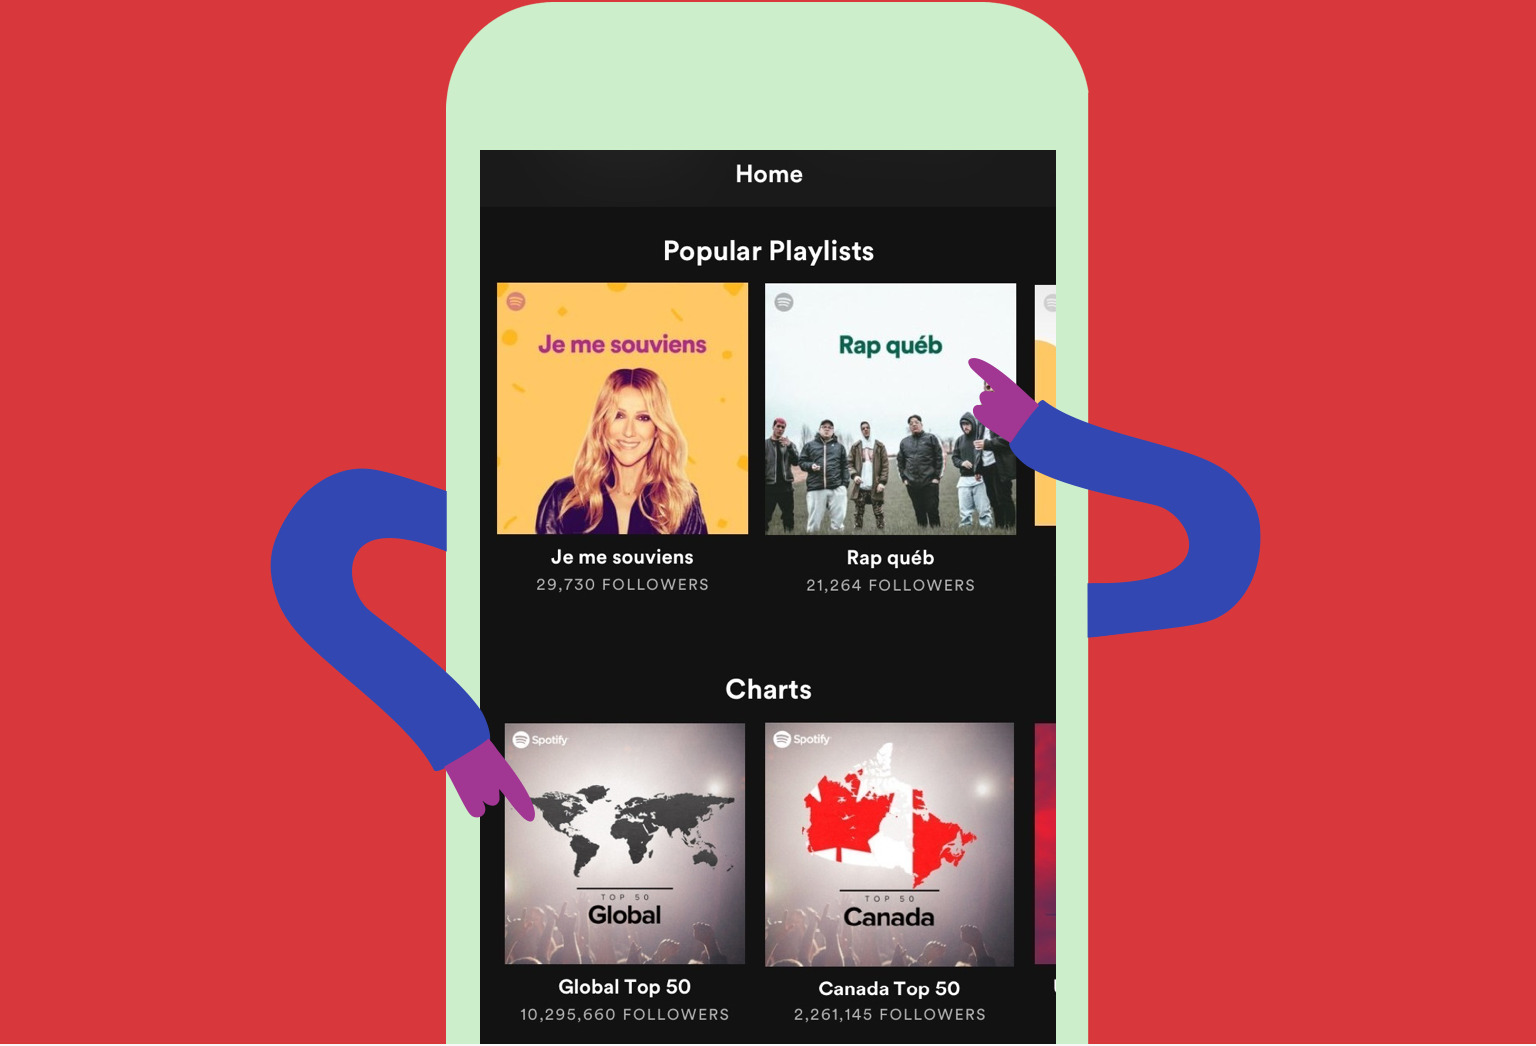 Home
Popular Playlists
Je me souviens
Rap québ
Je me souviens
29,730 FOLLOWERS
Rap québ
21,264 FOLLOWERS
Charts
Spotify
Spotify
TOP 50
Global
TOP 50
Canada
Global Top 50
10,295,660 FOLLOWERS
Canada Top 50
2,261,145 FOLLOWERS